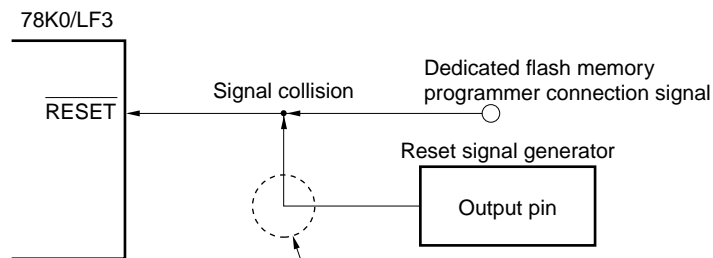 78K0/LF3
Dedicated flash memory
programmer connection signal
Signal collision
RESET
Reset signal generator
Output pin